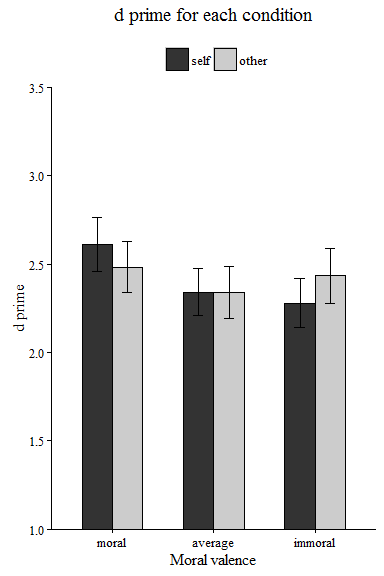 d prime for each condition
self other
3.5
3.0
2.5
2.0
1.5
1.0
d prime
moral average immoral
Moral valence